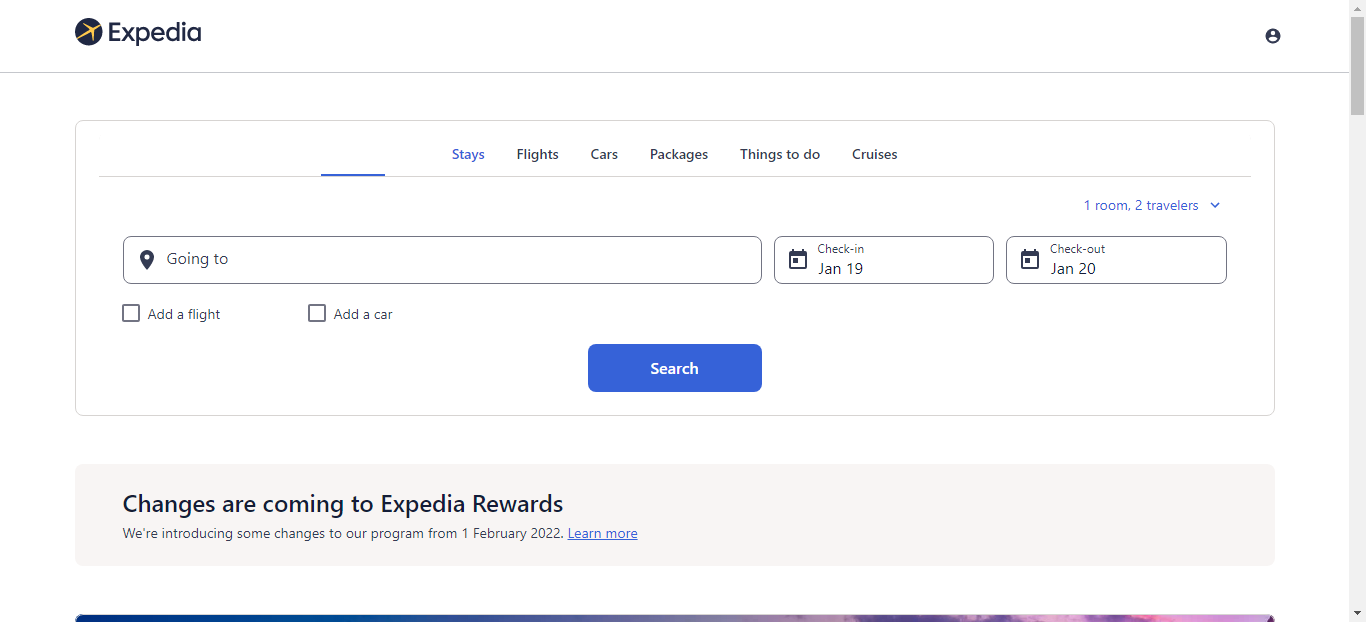 Expedia
Stays Flights Cars Packages Things to do Cruises
1 room, 2 travelers
Going to
Check-in
Jan 19
Check-out
Jan 20
Add a flight
Add a car
Search
Changes are coming to Expedia Rewards
We're introducing some changes to our program from 1 February 2022. Learn more